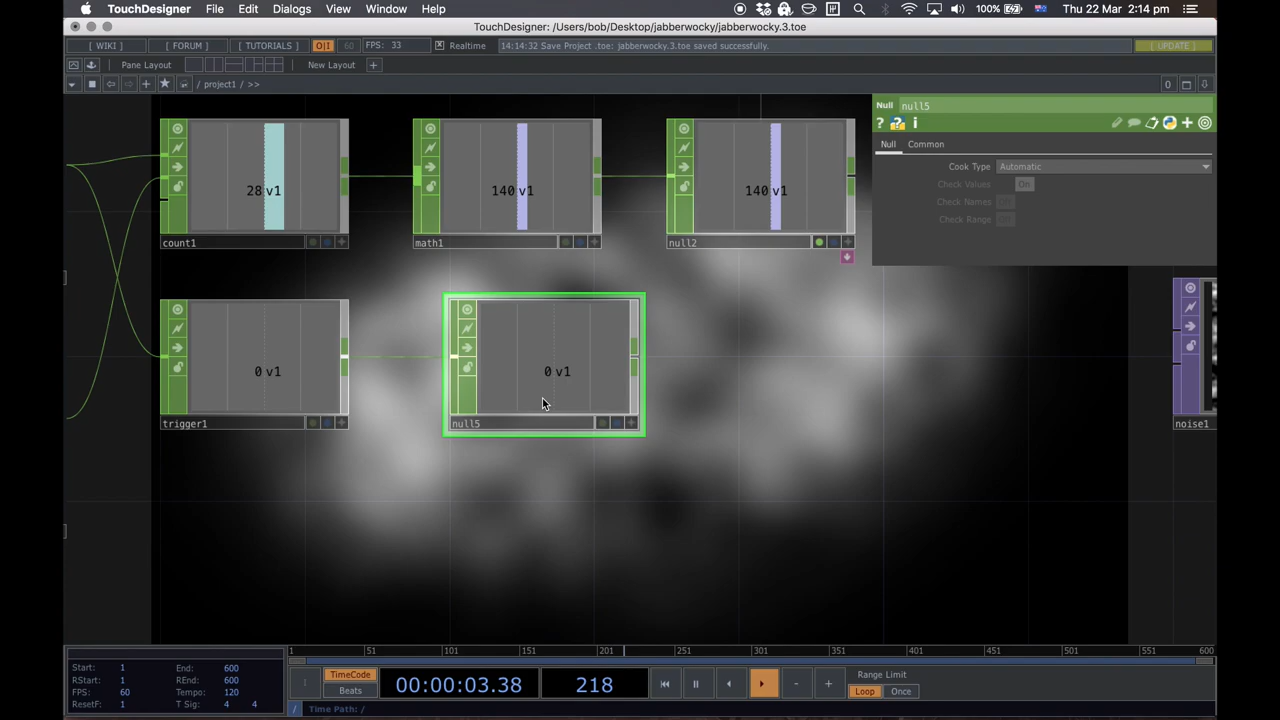 TouchDesigner File Edit Dialogs View Window Help 100% Thu 22 Mar 2:14 pm
TouchDesigner: /Users/bob/Desktop/jabberwocky/jabberwocky.3.toe
[ WIKI ] [ FORUM ] [ TUTORIALS ] O|I 60 FPS: 33 Realtime 14:14:32 Save Project .toe: jabberwocky.3.toe saved successfully. [ UPDATE ]
Pane Layout New Layout +
/ project1 / >> 0
Null null5
? ? i
Null Common
Cook Type Automatic
Check Values On
Check Names Off
Check Range Off
28 v1 140 v1 140 v1
count1 math1 null2
0 v1 0 v1
trigger1 null5 noise1
1 51 101 151 201 251 301 351 401 451 501 551 600
Start: 1 End: 600
RStart: 1 REnd: 600
FPS: 60 Tempo: 120
ResetF: 1 T Sig: 4 4
TimeCode
Beats
00:00:03.38 218
- +
Range Limit
Loop Once
/ Time Path: /